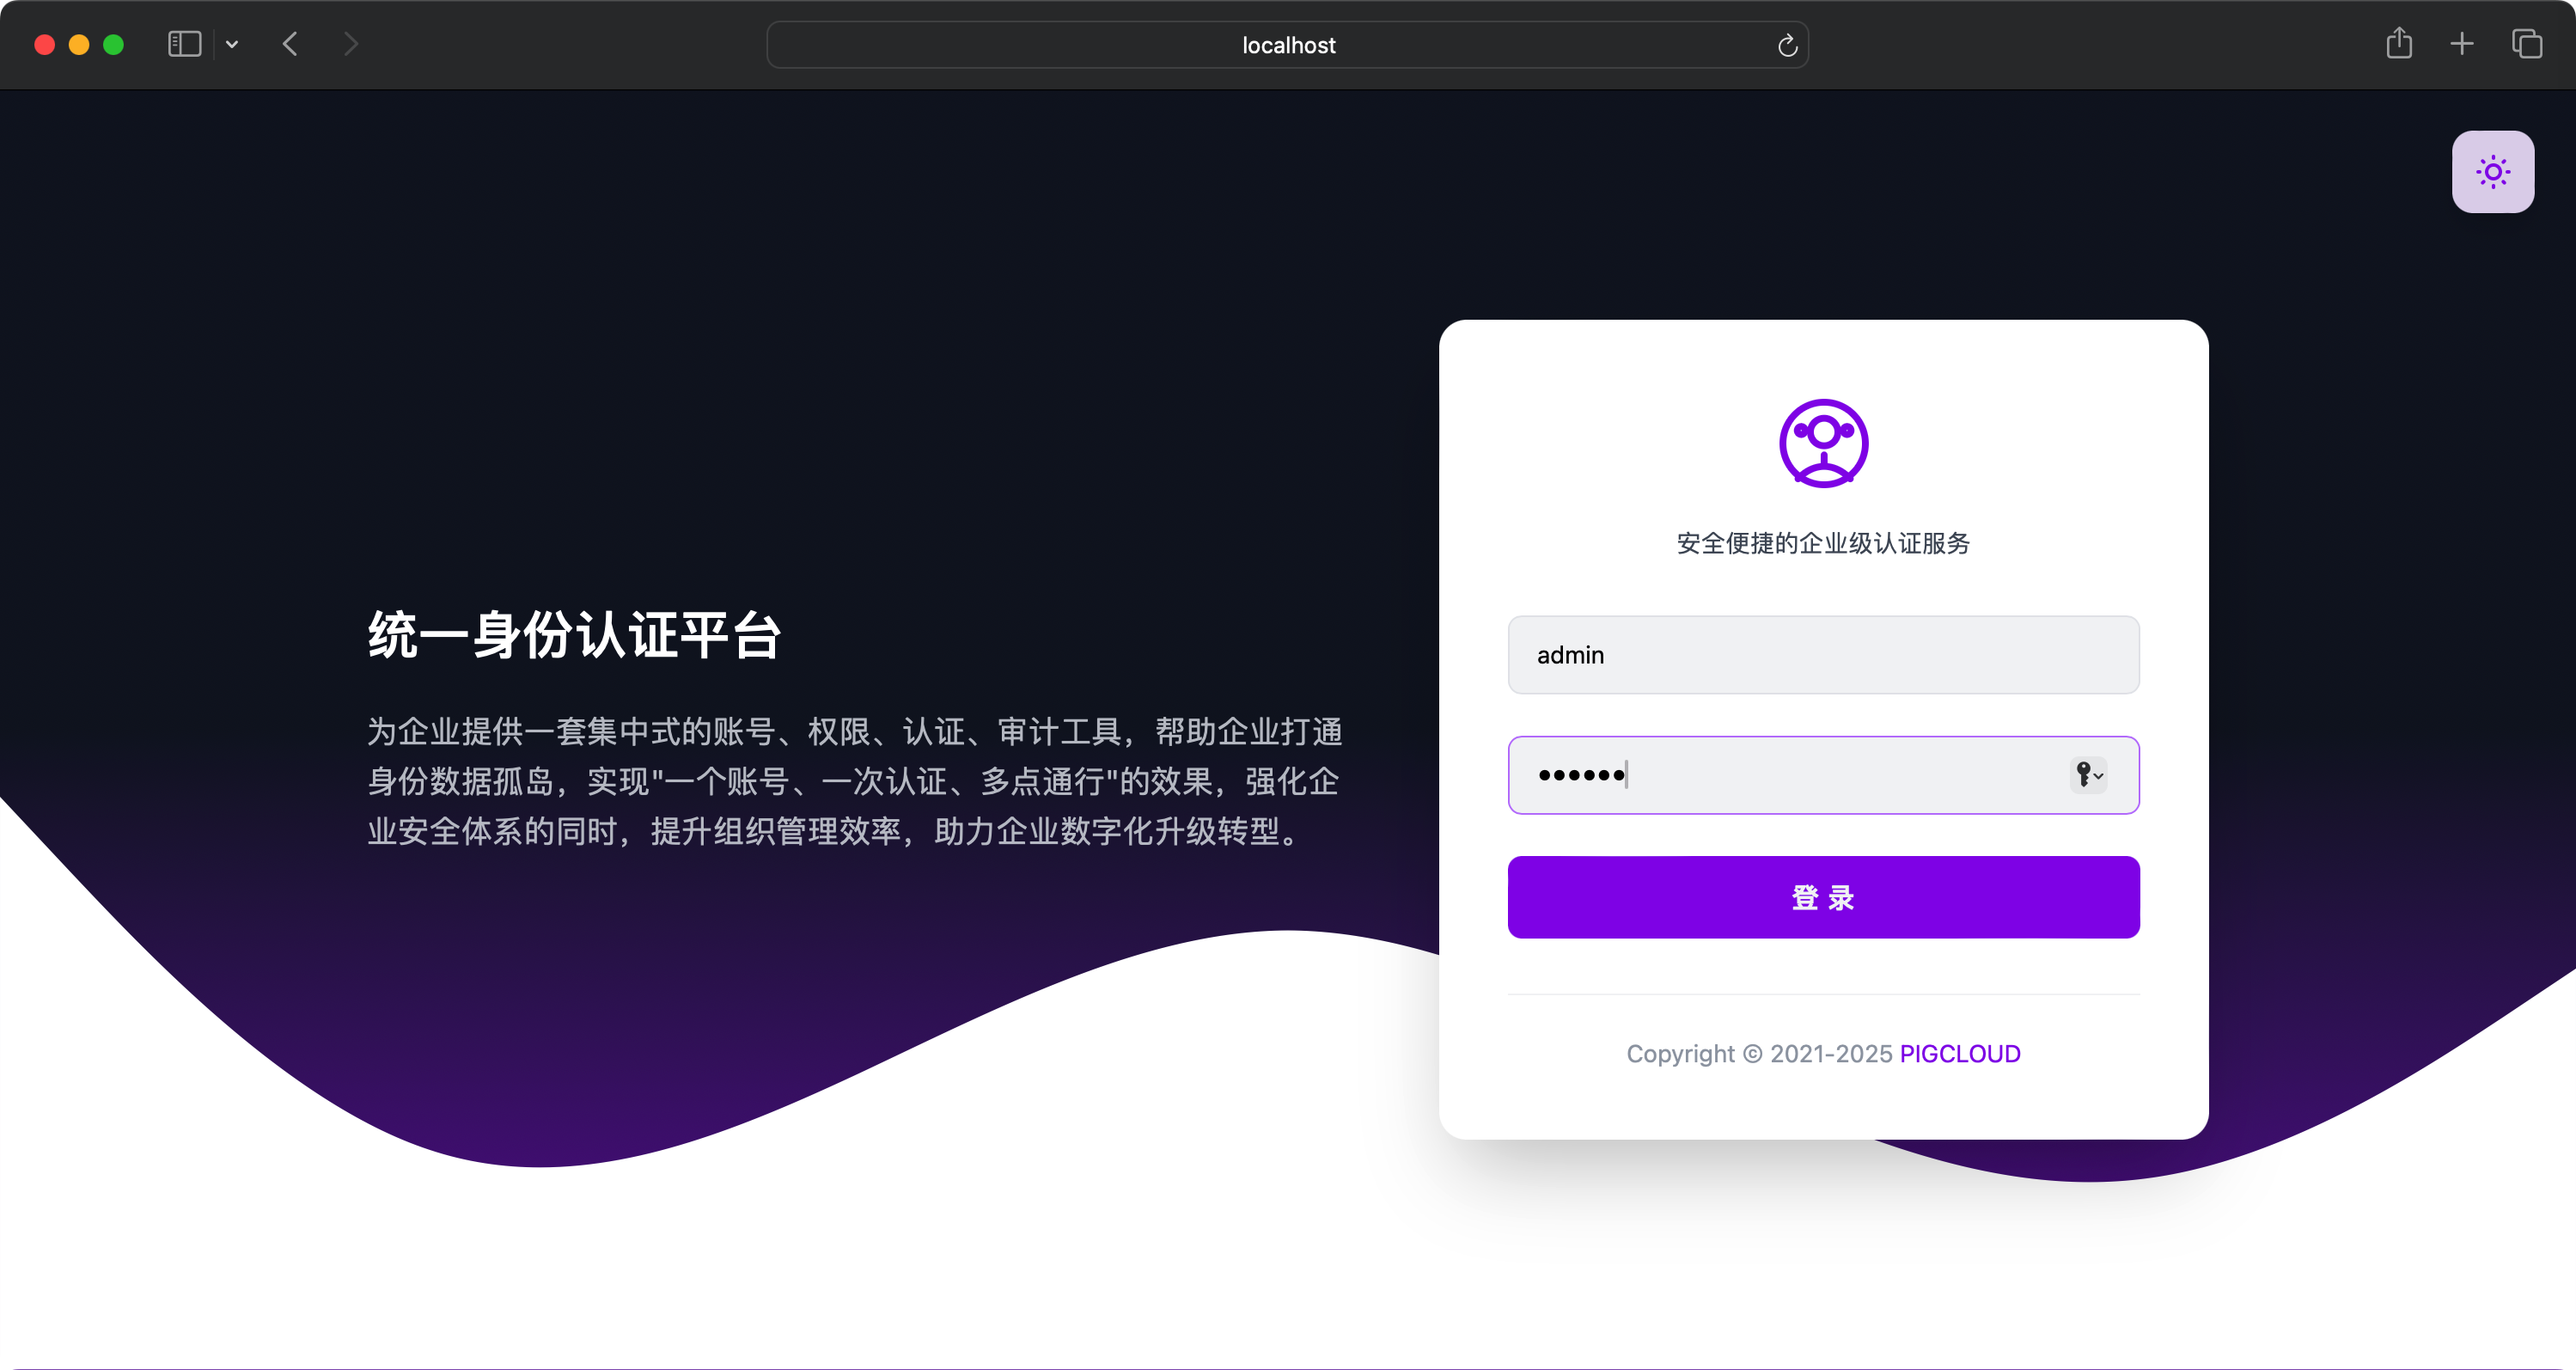 localhost
统一身份认证平台
为企业提供一套集中式的账号、权限、认证、审计工具，帮助企业打通
身份数据孤岛，实现"一个账号、一次认证、多点通行"的效果，强化企
业安全体系的同时，提升组织管理效率，助力企业数字化升级转型。
安全便捷的企业级认证服务
admin
••••••
登 录
Copyright © 2021-2025 PIGCLOUD